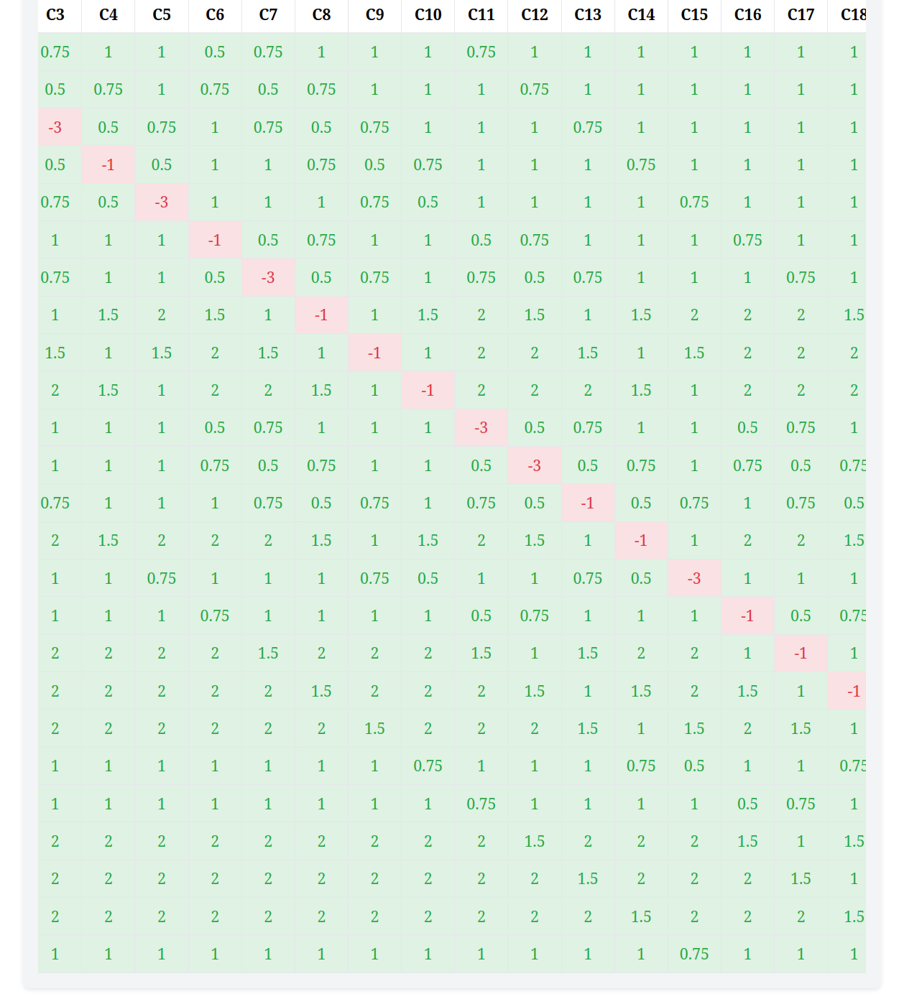 C3 C4 C5 C6 C7 C8 C9 C10 C11 C12 C13 C14 C15 C16 C17 C18
0.75 1 1 0.5 0.75 1 1 1 0.75 1 1 1 1 1 1 1
0.5 0.75 1 0.75 0.5 0.75 1 1 1 0.75 1 1 1 1 1 1
-3 0.5 0.75 1 0.75 0.5 0.75 1 1 1 0.75 1 1 1 1 1
0.5 -1 0.5 1 1 0.75 0.5 0.75 1 1 1 0.75 1 1 1 1
0.75 0.5 -3 1 1 1 0.75 0.5 1 1 1 1 0.75 1 1 1
1 1 1 -1 0.5 0.75 1 1 0.5 0.75 1 1 1 0.75 1 1
0.75 1 1 0.5 -3 0.5 0.75 1 0.75 0.5 0.75 1 1 1 0.75 1
1 1.5 2 1.5 1 -1 1 1.5 2 1.5 1 1.5 2 2 2 1.5
1.5 1 1.5 2 1.5 1 -1 1 2 2 1.5 1 1.5 2 2 2
2 1.5 1 2 2 1.5 1 -1 2 2 2 1.5 1 2 2 2
1 1 1 0.5 0.75 1 1 1 -3 0.5 0.75 1 1 0.5 0.75 1
1 1 1 0.75 0.5 0.75 1 1 0.5 -3 0.5 0.75 1 0.75 0.5 0.75
0.75 1 1 1 0.75 0.5 0.75 1 0.75 0.5 -1 0.5 0.75 1 0.75 0.5
2 1.5 2 2 2 1.5 1 1.5 2 1.5 1 -1 1 2 2 1.5
1 1 0.75 1 1 1 0.75 0.5 1 1 0.75 0.5 -3 1 1 1
1 1 1 0.75 1 1 1 1 0.5 0.75 1 1 1 -1 0.5 0.75
2 2 2 2 1.5 2 2 2 1.5 1 1.5 2 2 1 -1 1
2 2 2 2 2 1.5 2 2 2 1.5 1 1.5 2 1.5 1 -1
2 2 2 2 2 2 1.5 2 2 2 1.5 1 1.5 2 1.5 1
1 1 1 1 1 1 1 0.75 1 1 1 0.75 0.5 1 1 0.75
1 1 1 1 1 1 1 1 0.75 1 1 1 1 0.5 0.75 1
2 2 2 2 2 2 2 2 2 1.5 2 2 2 1.5 1 1.5
2 2 2 2 2 2 2 2 2 2 1.5 2 2 2 1.5 1
2 2 2 2 2 2 2 2 2 2 2 1.5 2 2 2 1.5
1 1 1 1 1 1 1 1 1 1 1 1 0.75 1 1 1